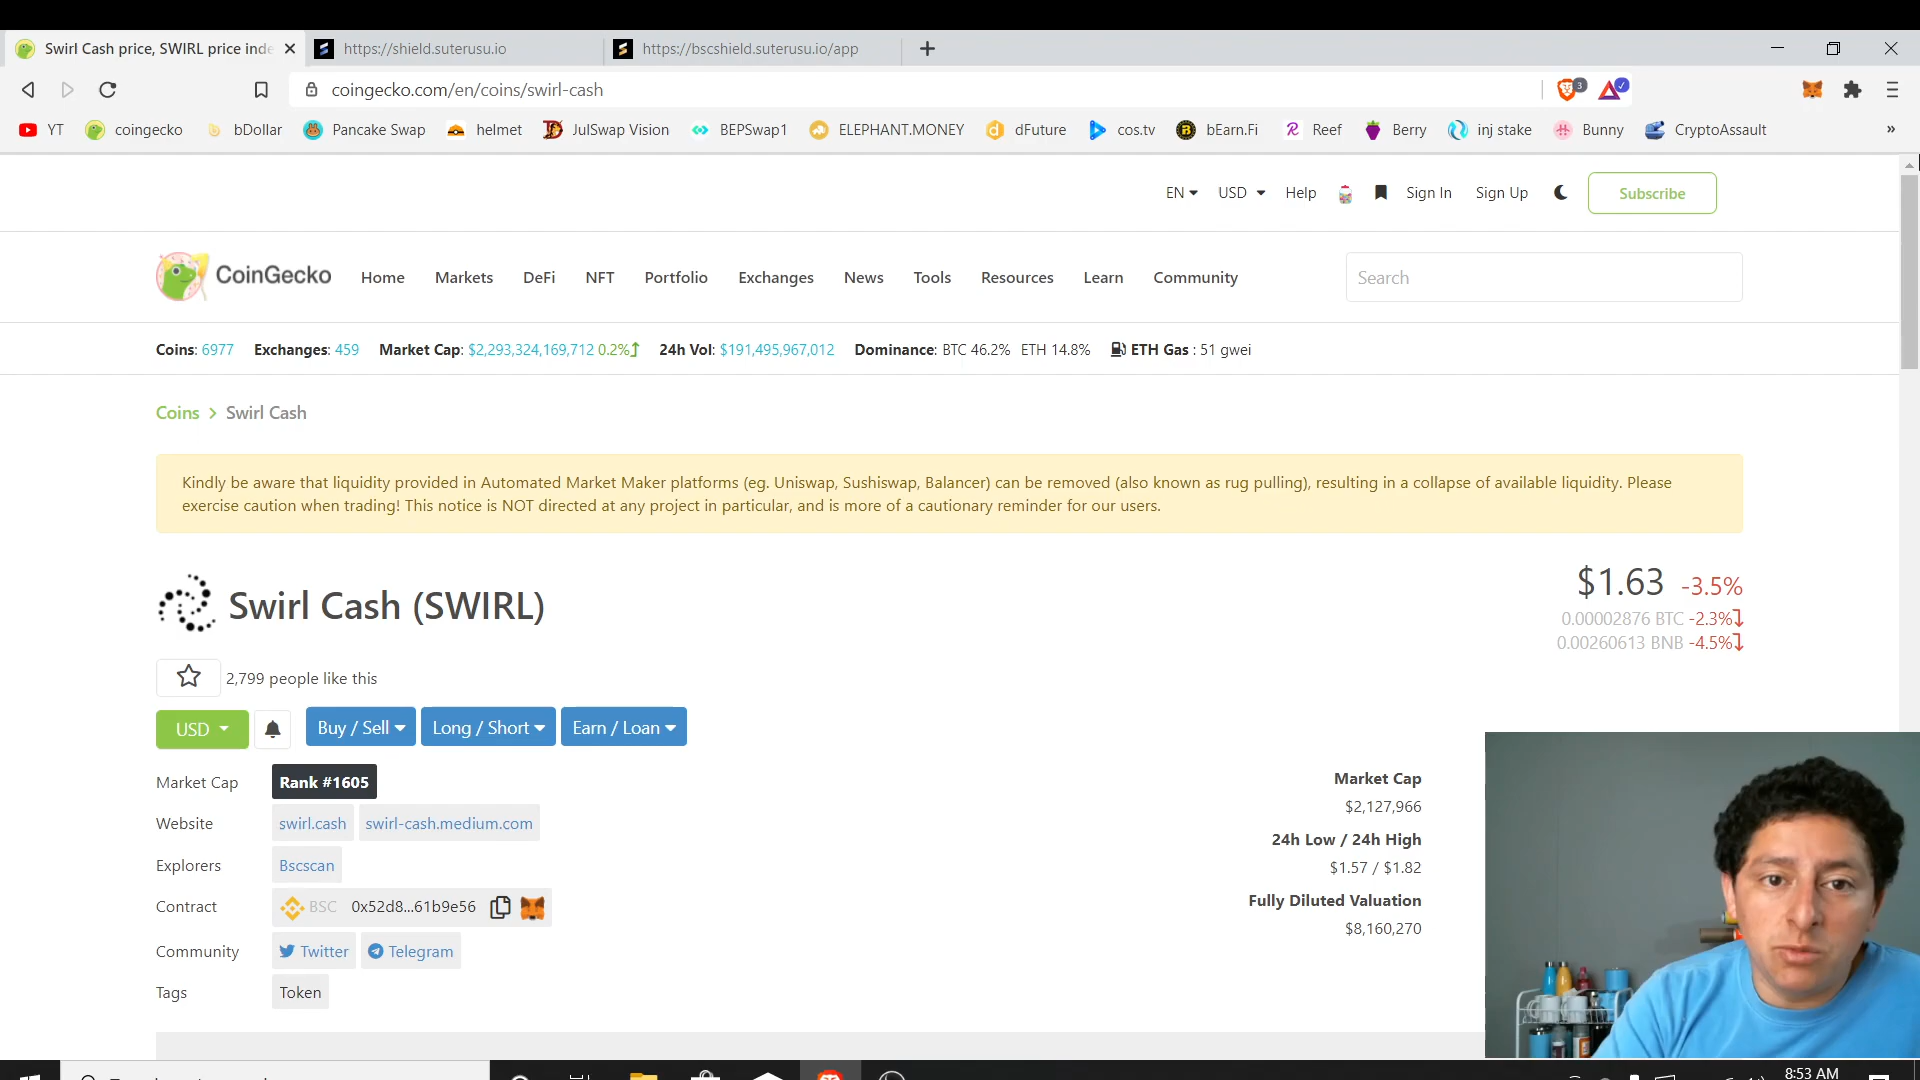 Swirl Cash price, SWIRL price inde
https://shield.suterusu.io
https://bscshield.suterusu.io/app
coingecko.com/en/coins/swirl-cash
3
YT
coingecko
bDollar
Pancake Swap
helmet
JulSwap Vision
BEPSwap1
ELEPHANT.MONEY
dFuture
cos.tv
bEarn.Fi
Reef
Berry
inj stake
Bunny
CryptoAssault
»
EN
USD
Help
Sign In
Sign Up
Subscribe
CoinGecko
Home
Markets
DeFi
NFT
Portfolio
Exchanges
News
Tools
Resources
Learn
Community
Search
Coins: 6977
Exchanges: 459
Market Cap: $2,293,324,169,712 0.2%
24h Vol: $191,495,967,012
Dominance: BTC 46.2% ETH 14.8%
ETH Gas : 51 gwei
Coins > Swirl Cash
Kindly be aware that liquidity provided in Automated Market Maker platforms (eg. Uniswap, Sushiswap, Balancer) can be removed (also known as rug pulling), resulting in a collapse of available liquidity. Please
exercise caution when trading! This notice is NOT directed at any project in particular, and is more of a cautionary reminder for our users.
Swirl Cash (SWIRL)
$1.63 -3.5%
0.00002876 BTC -2.3%
0.00260613 BNB -4.5%
2,799 people like this
USD
Buy / Sell
Long / Short
Earn / Loan
Market Cap
Rank #1605
Website
swirl.cash
swirl-cash.medium.com
Explorers
Bscscan
Contract
BSC
0x52d8...61b9e56
Community
Twitter
Telegram
Tags
Token
Market Cap
$2,127,966
24h Low / 24h High
$1.57 / $1.82
Fully Diluted Valuation
$8,160,270
8:53 AM